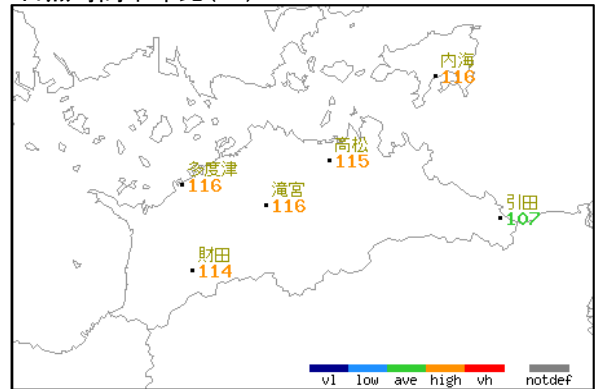 内海
116
高松
115
多度津
116
滝宮
116
引田
107
財田
114
vl low ave high vh notdef